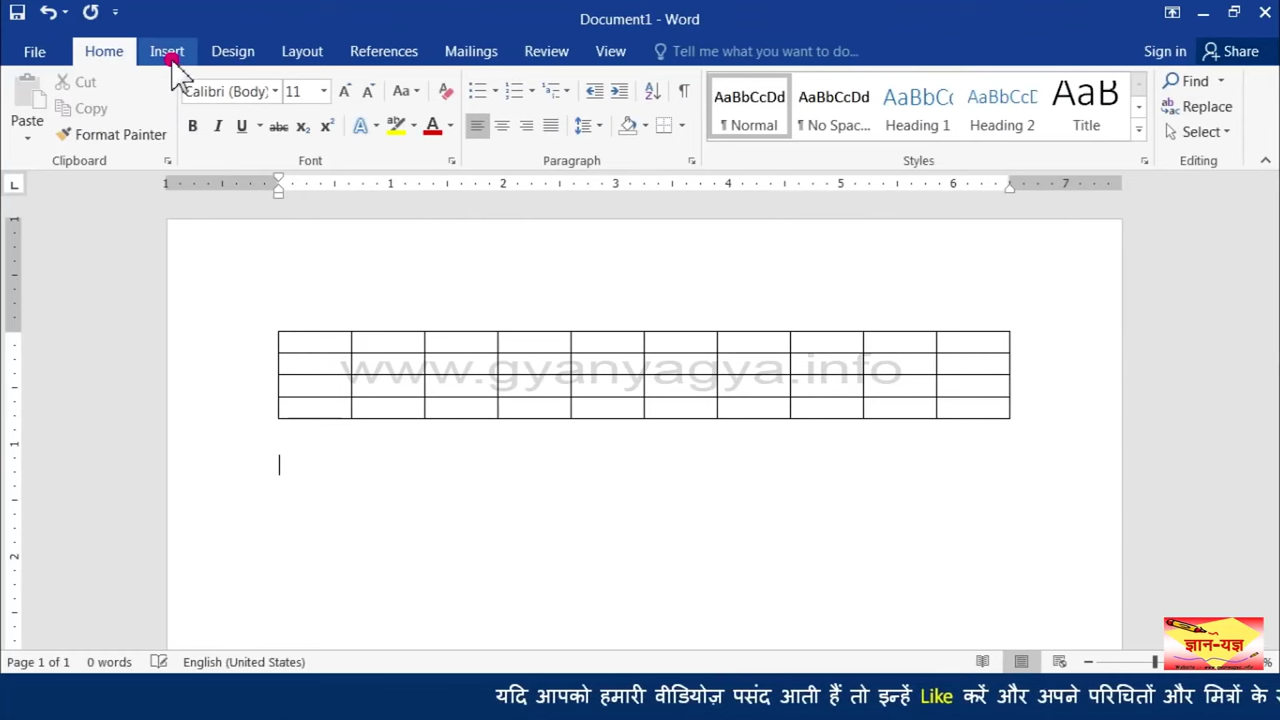 Document1 - Word
File Home Insert Design Layout References Mailings Review View Tell me what you want to do... Sign in Share
Paste Cut Copy Format Painter Clipboard
Calibri (Body) 11 Aa
B I U abc x₂ x² A A Font
Paragraph
AaBbCcDd ¶ Normal
AaBbCcDd ¶ No Spac...
AaBbCc Heading 1
AaBbCcD Heading 2
AaB Title
Styles
Find Replace Select Editing
1 1 2 3 4 5 6 7
1
1
2
www.gyanyagya.info
ज्ञान-यज्ञ
Page 1 of 1 0 words English (United States) %
यदि आपको हमारी वीडियोज़ पसंद आती हैं तो इन्हें Like करें और अपने परिचितों और मित्रों के